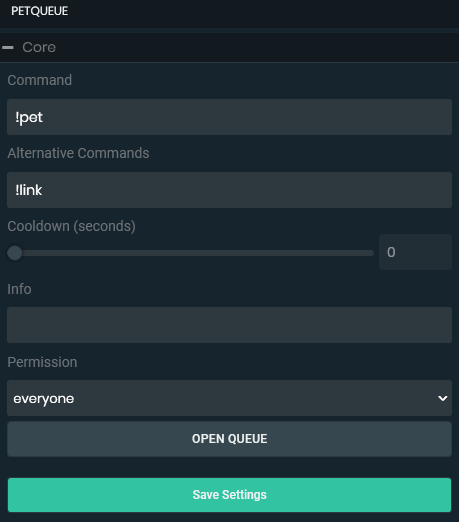 PETQUEUE
Core
Command
!pet
Alternative Commands
!link
Cooldown (seconds)
0
Info
Permission
everyone
OPEN QUEUE
Save Settings